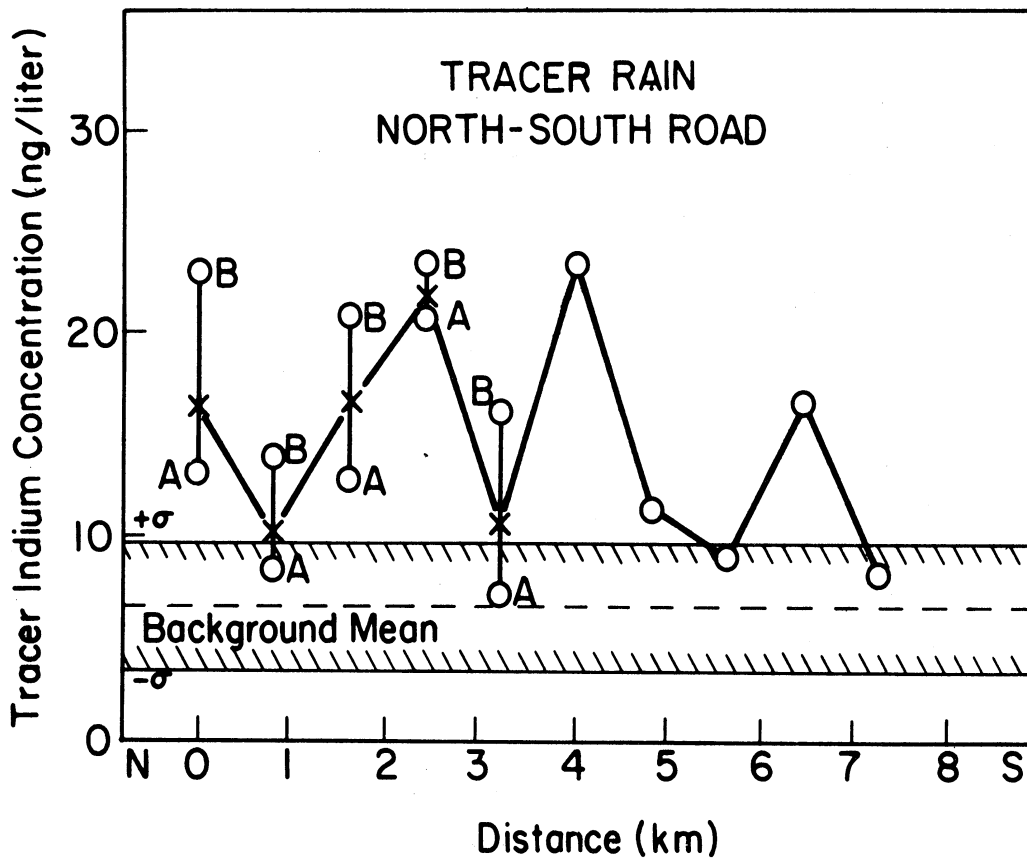 TRACER RAIN
NORTH-SOUTH ROAD
Tracer Indium Concentration (ng/liter)
30
20
10
0
B
A
B
A
B
A
B
A
B
A
+σ
Background Mean
-σ
N 0 1 2 3 4 5 6 7 8 S
Distance (km)